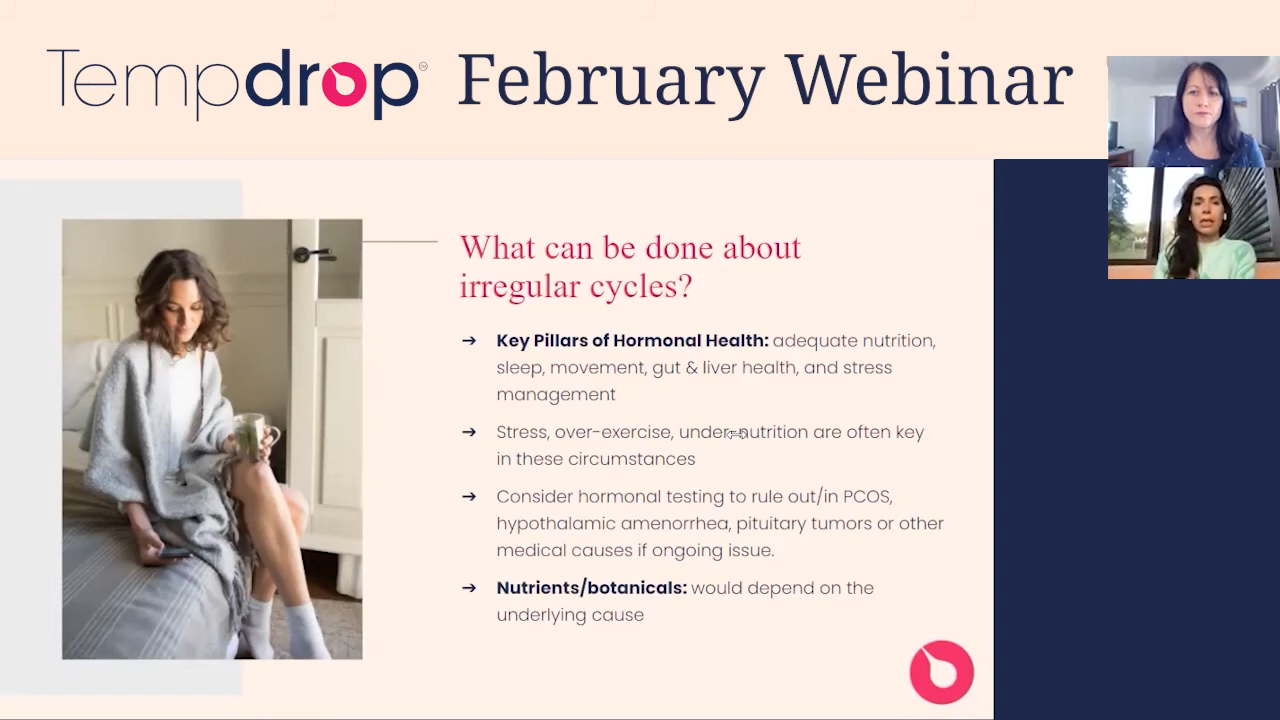 Tempdrop™ February Webinar
What can be done about
irregular cycles?
➔ Key Pillars of Hormonal Health: adequate nutrition,
sleep, movement, gut & liver health, and stress
management
➔ Stress, over-exercise, under-nutrition are often key
in these circumstances
➔ Consider hormonal testing to rule out/in PCOS,
hypothalamic amenorrhea, pituitary tumors or other
medical causes if ongoing issue.
➔ Nutrients/botanicals: would depend on the
underlying cause